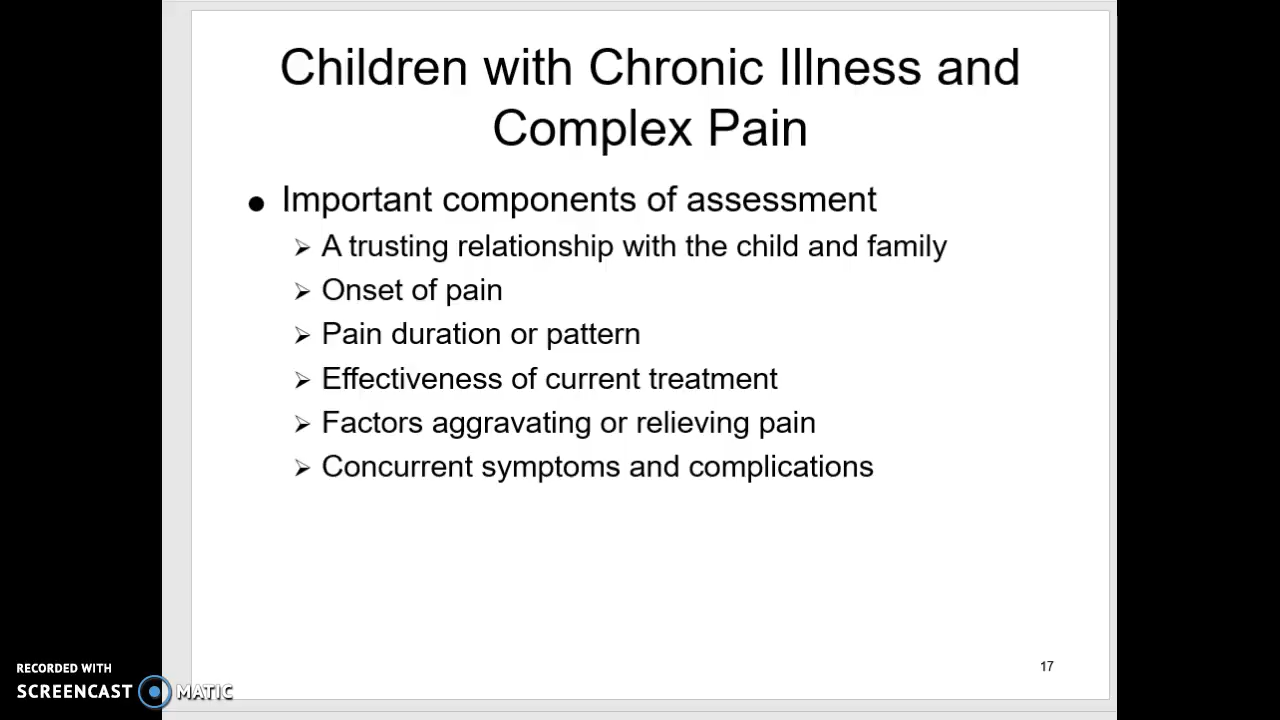 Children with Chronic Illness and
Complex Pain
● Important components of assessment
➢ A trusting relationship with the child and family
➢ Onset of pain
➢ Pain duration or pattern
➢ Effectiveness of current treatment
➢ Factors aggravating or relieving pain
➢ Concurrent symptoms and complications
17
RECORDED WITH
SCREENCAST MATIC